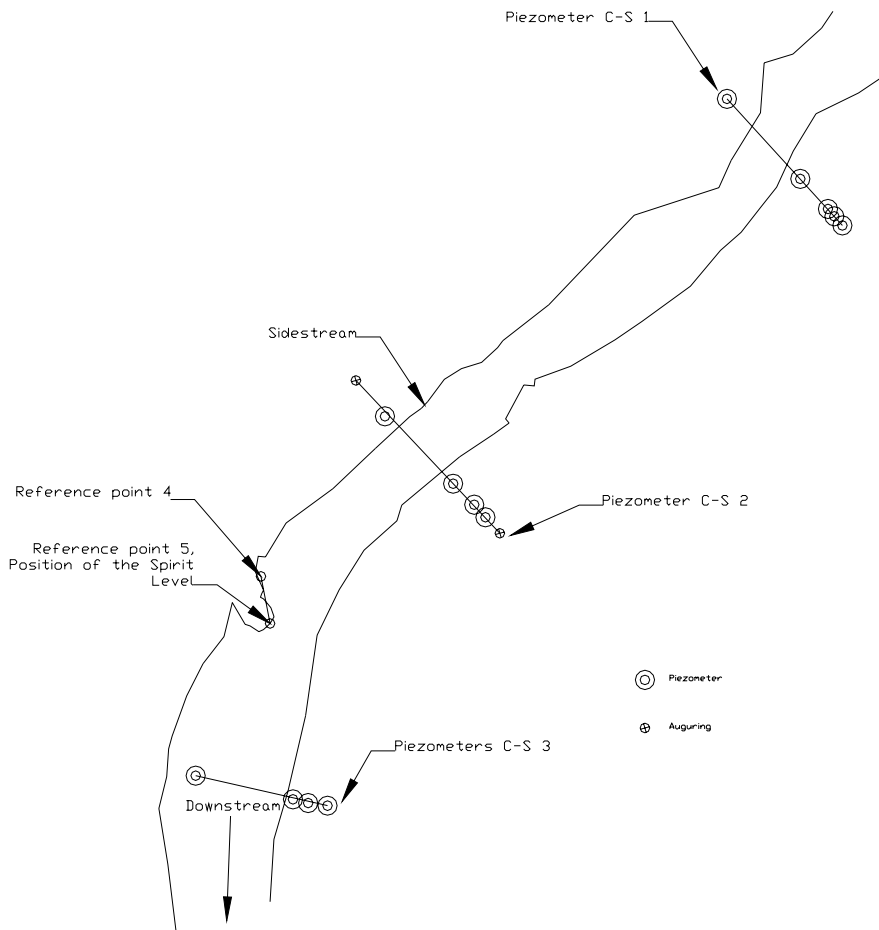 Piezometer C-S 1
Sidestream
Reference point 4
Piezometer C-S 2
Reference point 5,
Position of the Spirit
Level
Piezometer
Auguring
Piezometers C-S 3
Downstream